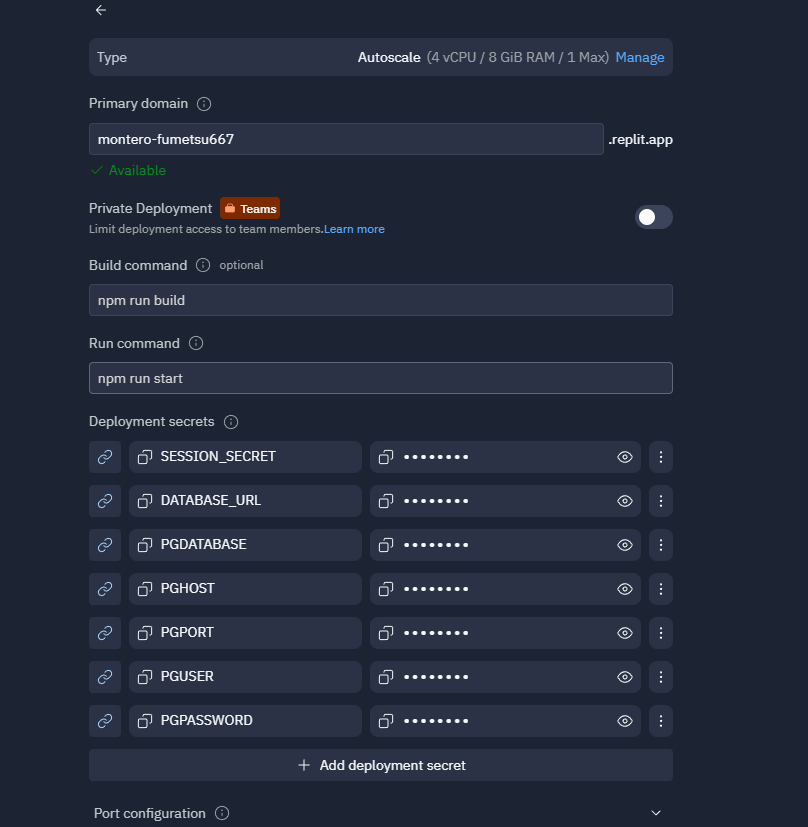 Type Autoscale (4 vCPU / 8 GiB RAM / 1 Max) Manage
Primary domain
montero-fumetsu667 .replit.app
Available
Private Deployment Teams
Limit deployment access to team members.Learn more
Build command optional
npm run build
Run command
npm run start
Deployment secrets
SESSION_SECRET ••••••••
DATABASE_URL ••••••••
PGDATABASE ••••••••
PGHOST ••••••••
PGPORT ••••••••
PGUSER ••••••••
PGPASSWORD ••••••••
Add deployment secret
Port configuration